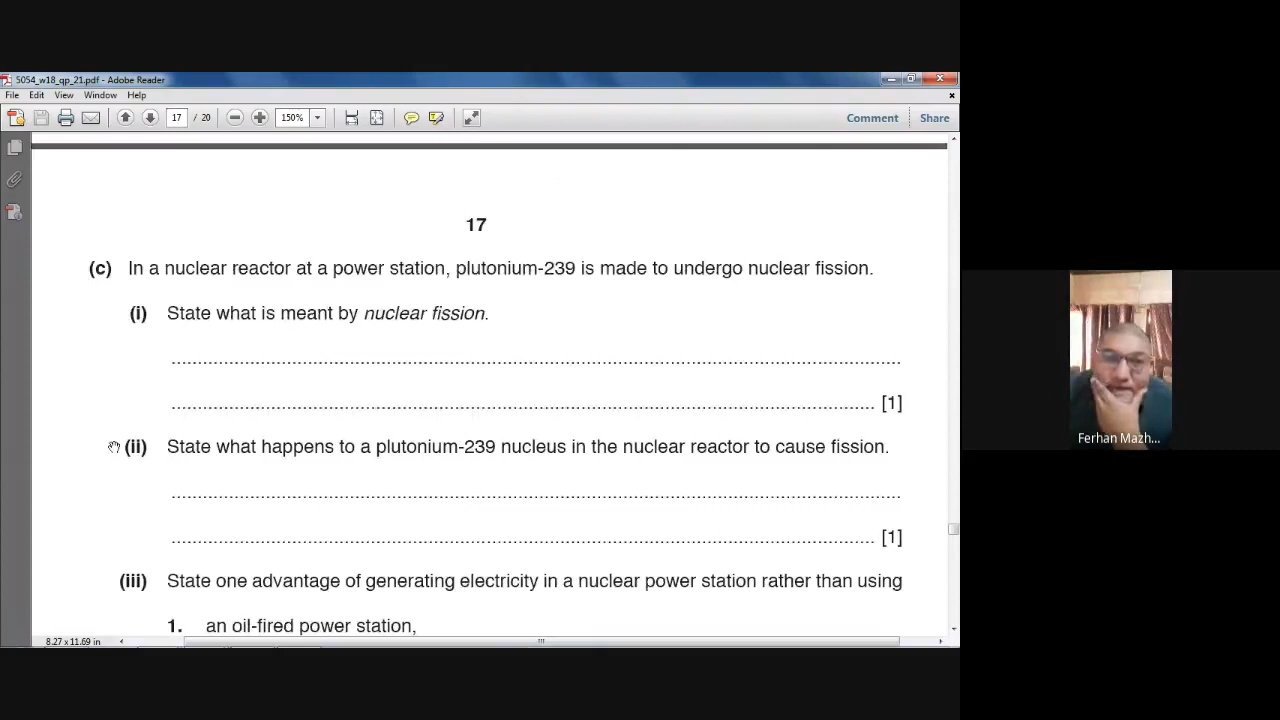 5054_w18_qp_21.pdf - Adobe Reader
File Edit View Window Help
17 / 20 150% Comment Share
17
(c) In a nuclear reactor at a power station, plutonium-239 is made to undergo nuclear fission.
(i) State what is meant by nuclear fission.
..........................................................................................................................................
..................................................................................................................................... [1]
(ii) State what happens to a plutonium-239 nucleus in the nuclear reactor to cause fission.
..........................................................................................................................................
..................................................................................................................................... [1]
(iii) State one advantage of generating electricity in a nuclear power station rather than using
1. an oil-fired power station,
8.27 x 11.69 in
Ferhan Mazh...